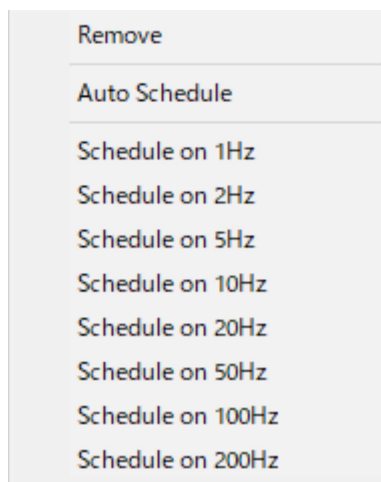 Remove
Auto Schedule
Schedule on 1Hz
Schedule on 2Hz
Schedule on 5Hz
Schedule on 10Hz
Schedule on 20Hz
Schedule on 50Hz
Schedule on 100Hz
Schedule on 200Hz